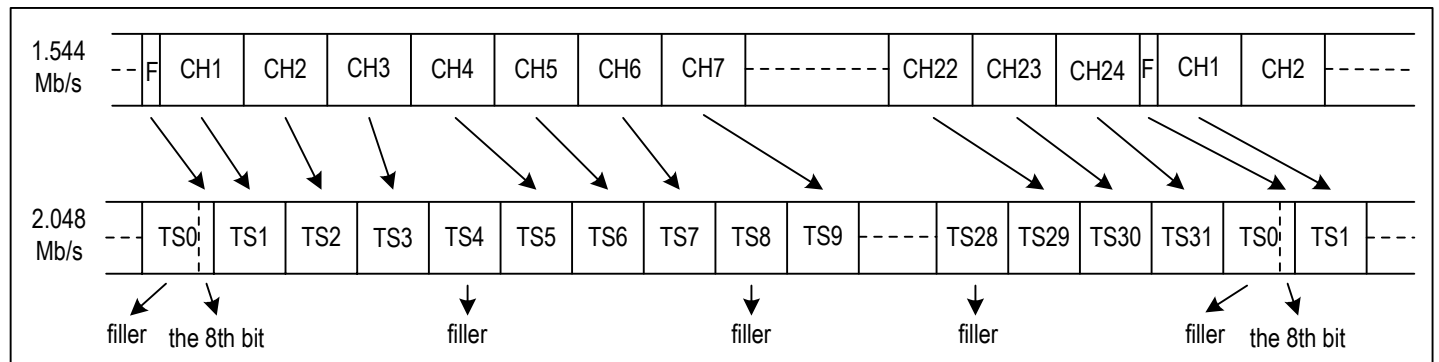 1.544
Mb/s
F CH1 CH2 CH3 CH4 CH5 CH6 CH7 CH22 CH23 CH24 F CH1 CH2
2.048
Mb/s
TS0 TS1 TS2 TS3 TS4 TS5 TS6 TS7 TS8 TS9 TS28 TS29 TS30 TS31 TS0 TS1
filler the 8th bit filler filler filler filler the 8th bit